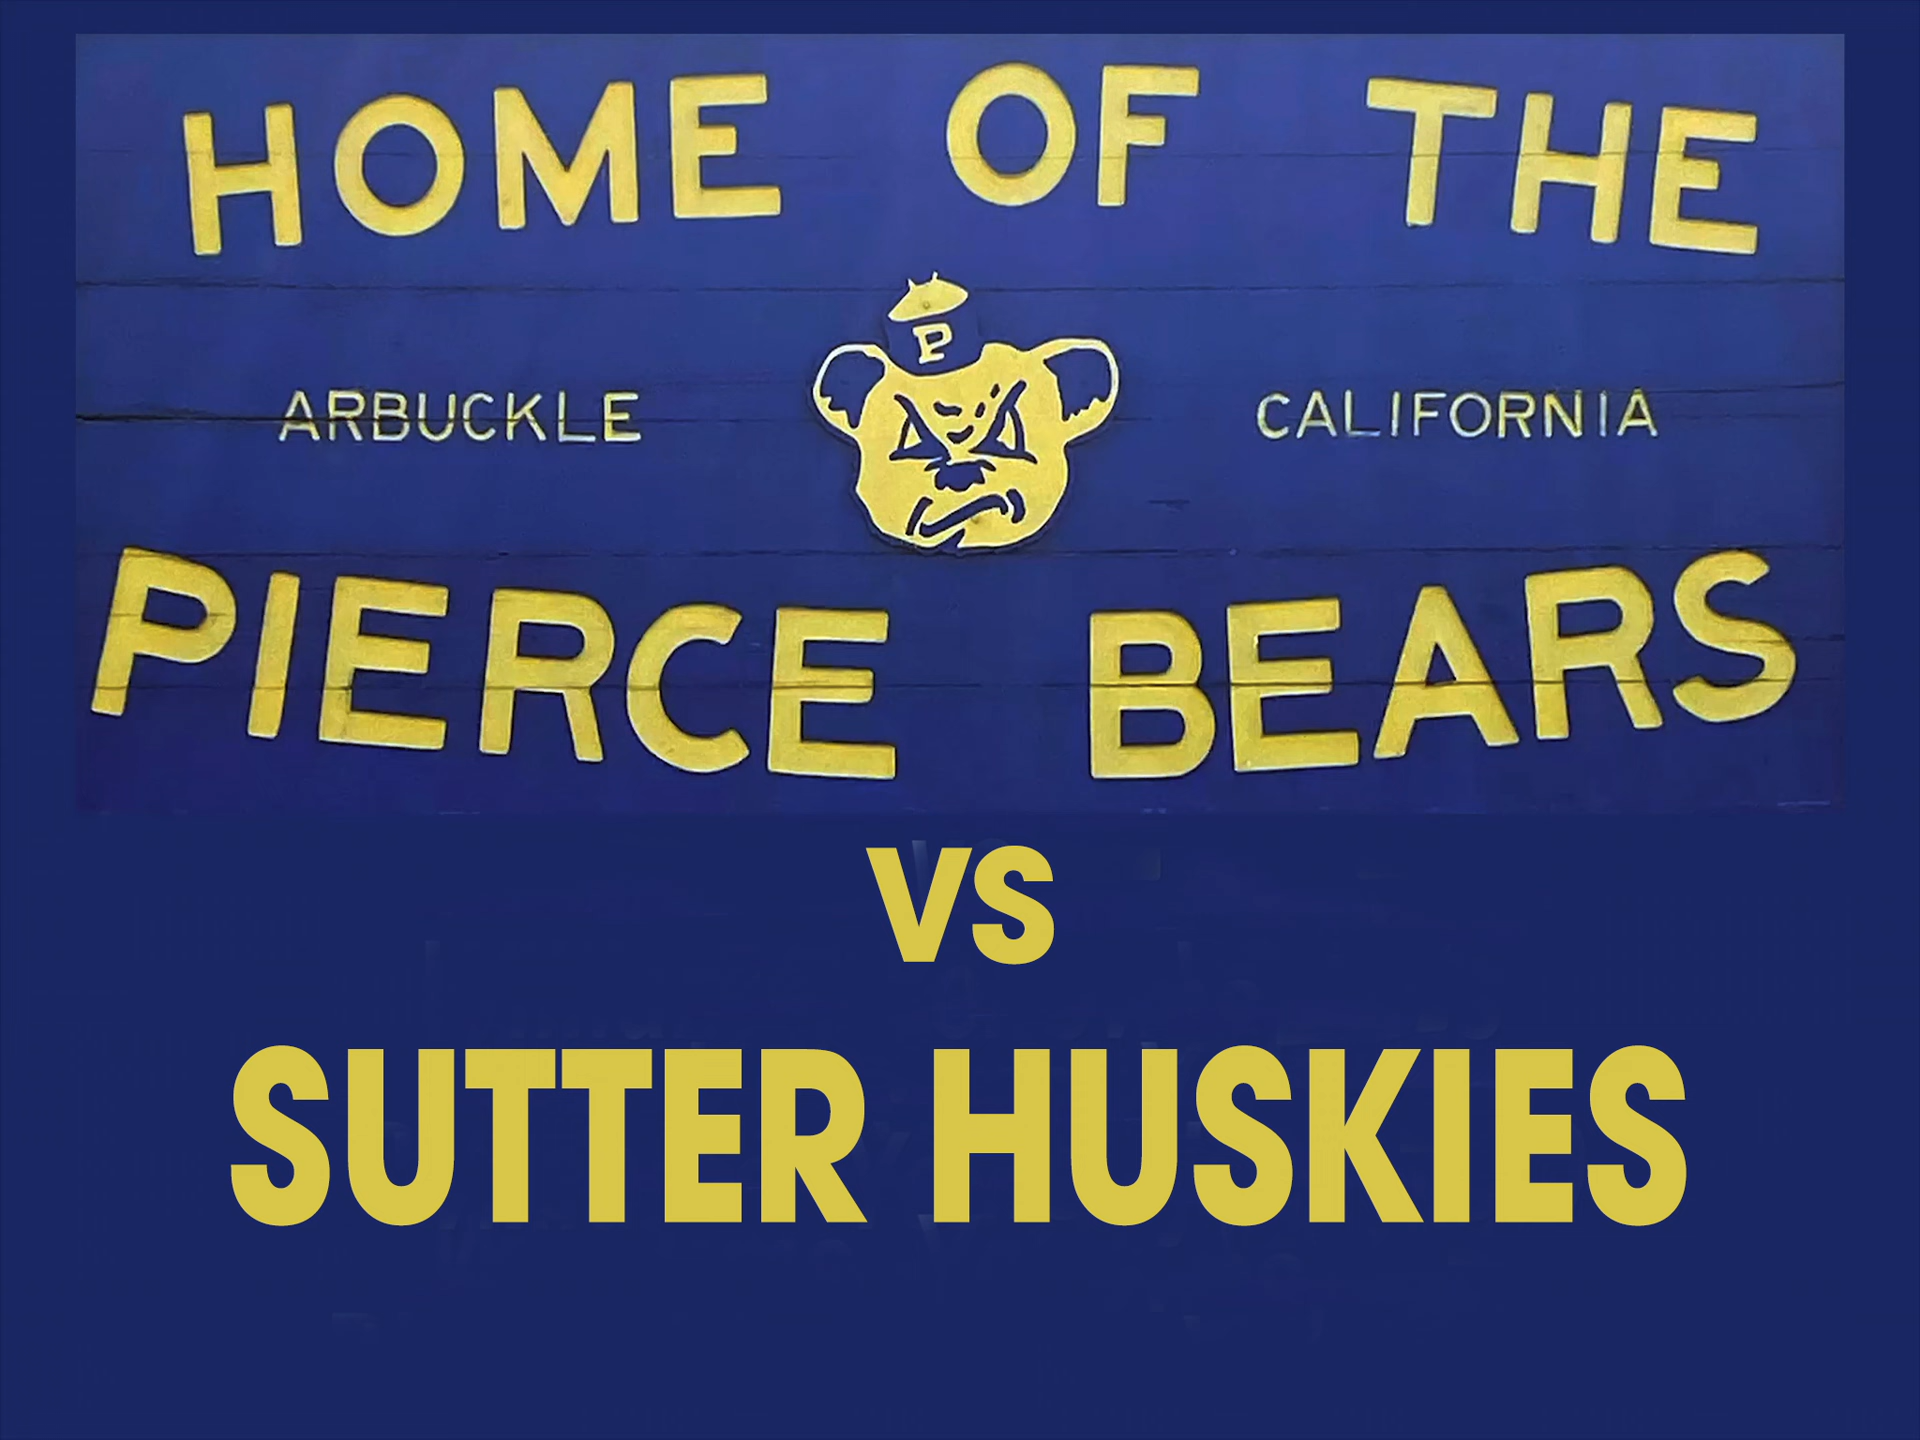 HOME OF THE
P
ARBUCKLE CALIFORNIA
PIERCE BEARS
VS
SUTTER HUSKIES